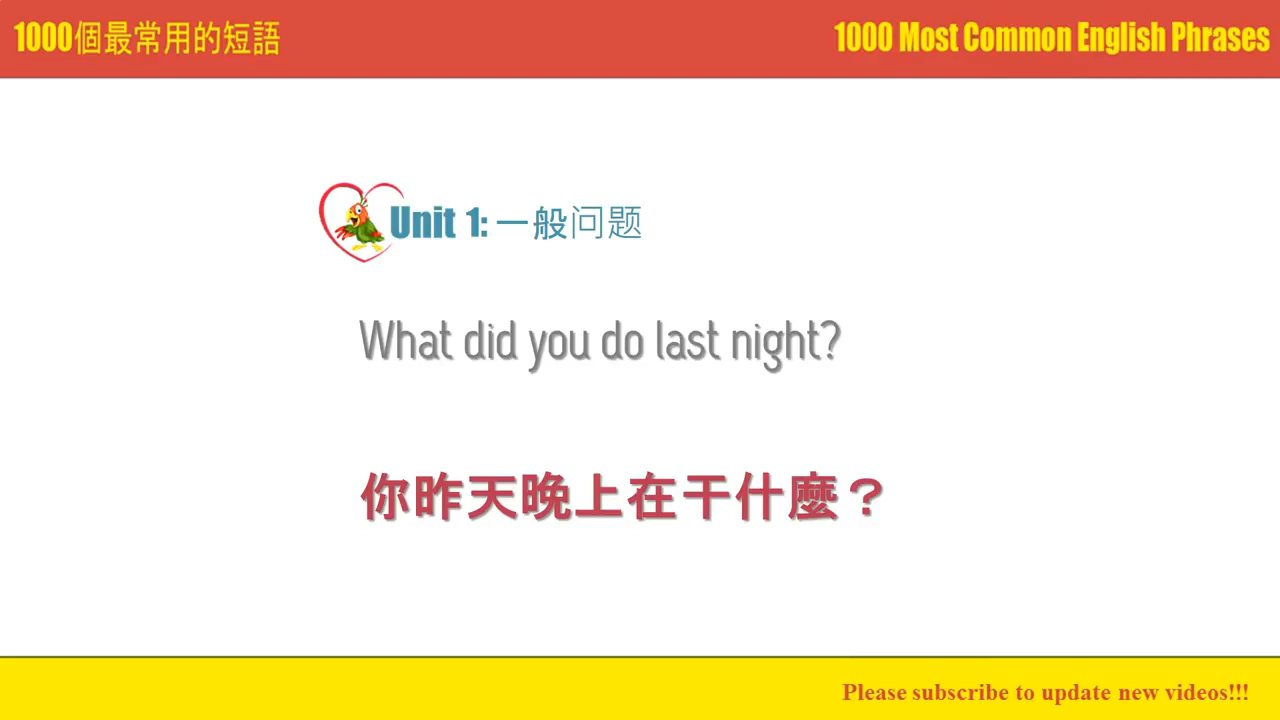 1000個最常用的短語
1000 Most Common English Phrases
Unit 1: 一般问题
What did you do last night?
你昨天晚上在干什麼？
Please subscribe to update new videos!!!